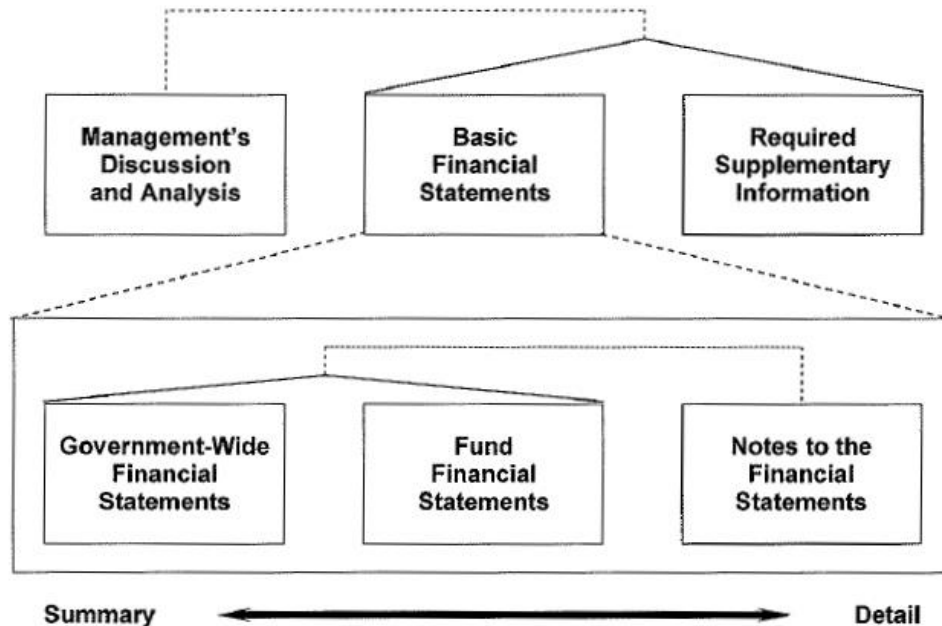 Management's
Discussion
and Analysis
Basic
Financial
Statements
Required
Supplementary
Information
Government-Wide
Financial
Statements
Fund
Financial
Statements
Notes to the
Financial
Statements
Summary
Detail